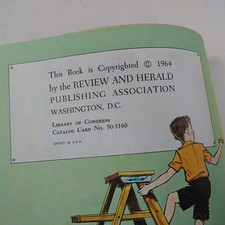 This Book is Copyrighted © 1964
by the REVIEW AND HERALD
PUBLISHING ASSOCIATION
WASHINGTON, D.C.
LIBRARY OF CONGRESS
CATALOG CARD No. 50-3160
OFFSET IN U.S.A.